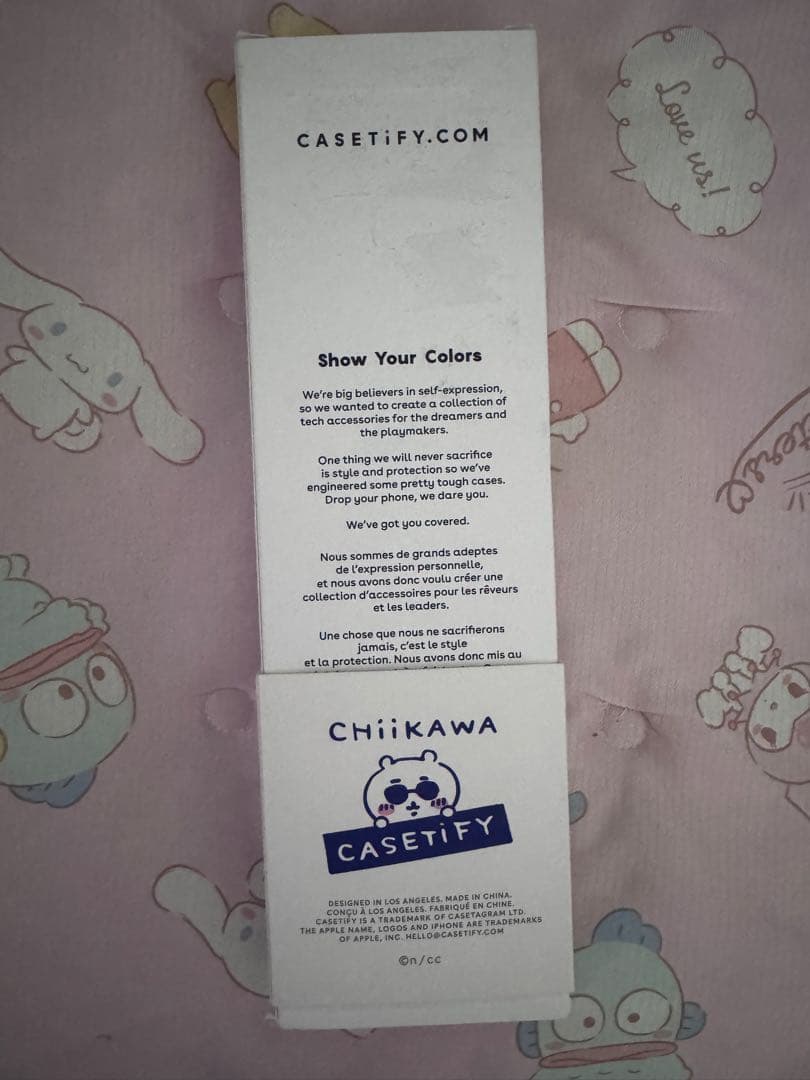 CASETiFY.COM
Love us!
Show Your Colors
We're big believers in self-expression,
so we wanted to create a collection of
tech accessories for the dreamers and
the playmakers.
One thing we will never sacrifice
is style and protection so we've
engineered some pretty tough cases.
Drop your phone, we dare you.
We've got you covered.
Nous sommes de grands adeptes
de l'expression personnelle,
et nous avons donc voulu créer une
collection d'accessoires pour les rêveurs
et les leaders.
Une chose que nous ne sacrifierons
jamais, c'est le style
et la protection. Nous avons donc mis au
CHiiKAWA
CASETiFY
DESIGNED IN LOS ANGELES. MADE IN CHINA.
CONÇU À LOS ANGELES. FABRIQUÉ EN CHINE.
CASETIFY IS A TRADEMARK OF CASETAGRAM LTD.
THE APPLE NAME, LOGOS AND IPHONE ARE TRADEMARKS
OF APPLE, INC. HELLO@CASETIFY.COM
©n/cc